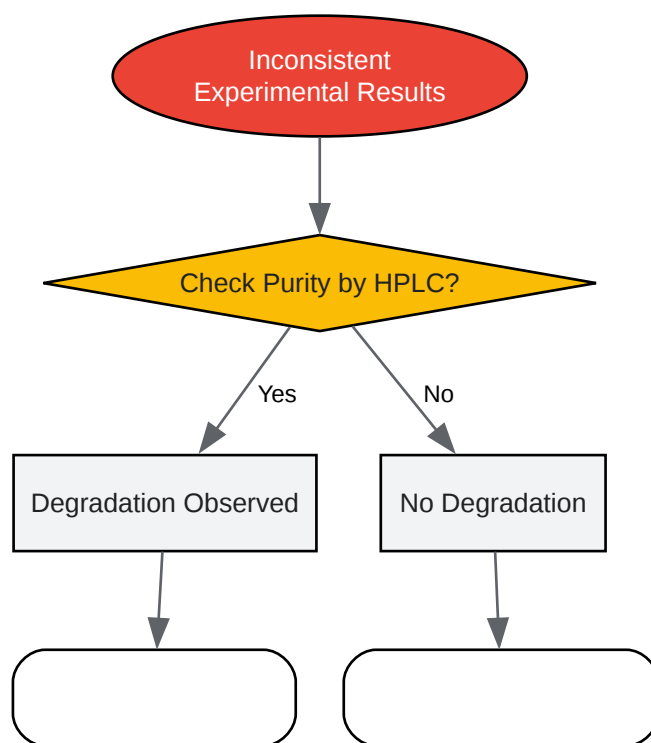 Inconsistent
Experimental Results
Check Purity by HPLC?
Yes
No
Degradation Observed
No Degradation